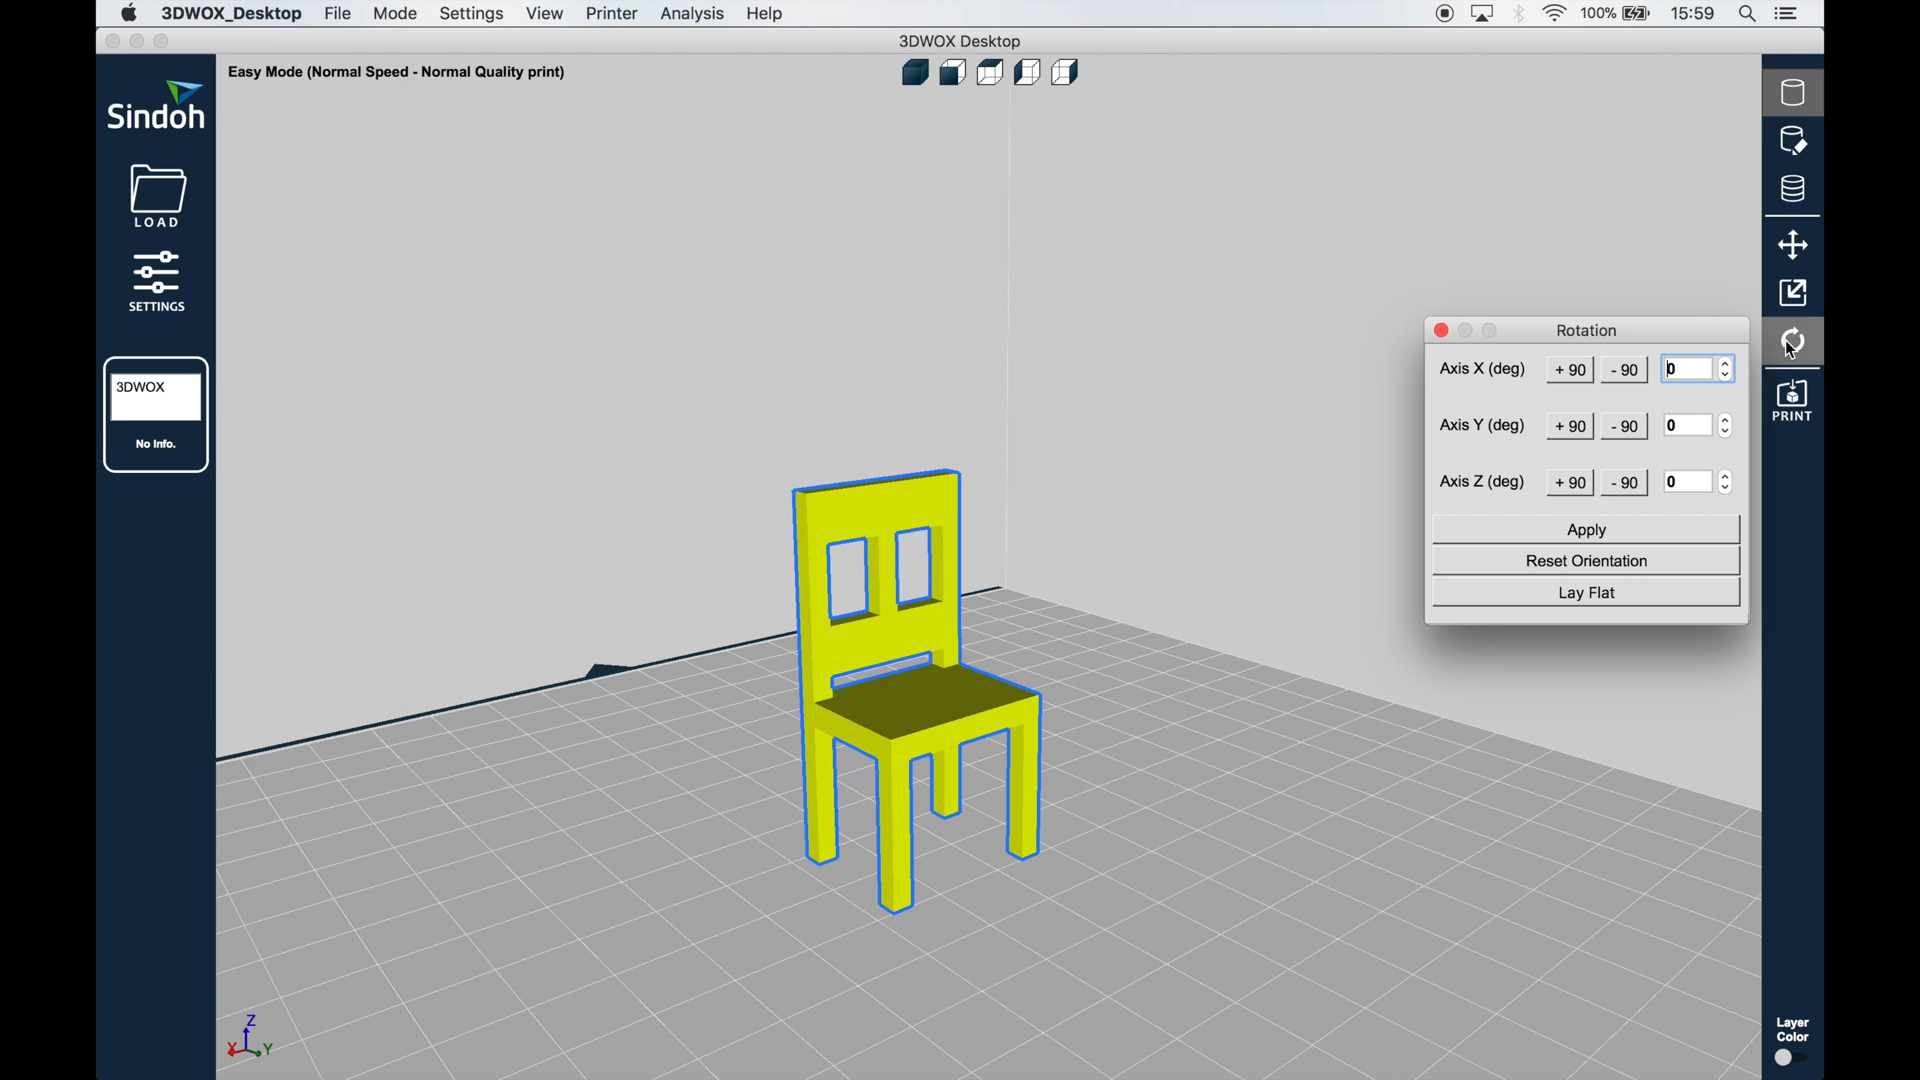 3DWOX_Desktop File Mode Settings View Printer Analysis Help 100% 15:59
3DWOX Desktop
Easy Mode (Normal Speed - Normal Quality print)
Sindoh
LOAD
SETTINGS
3DWOX
No Info.
Rotation
Axis X (deg) + 90 - 90 0
Axis Y (deg) + 90 - 90 0
Axis Z (deg) + 90 - 90 0
Apply
Reset Orientation
Lay Flat
PRINT
Z
X Y
Layer
Color